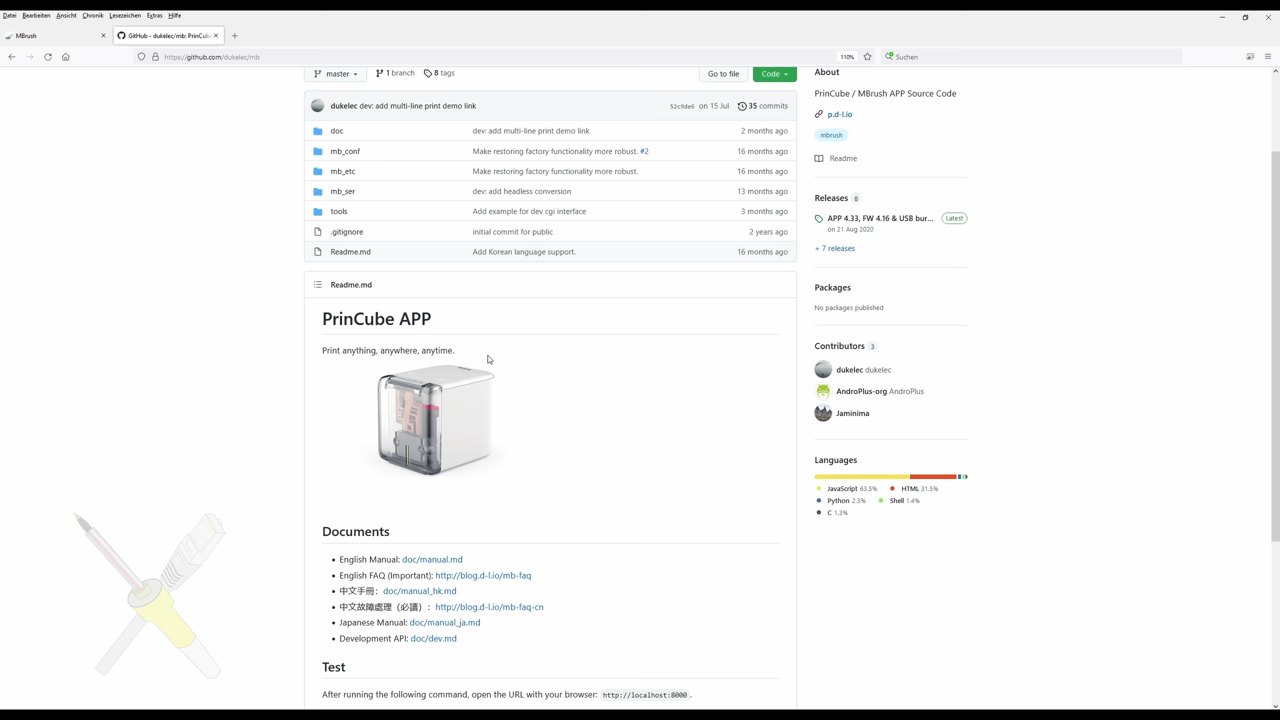 Datei Bearbeiten Ansicht Chronik Lesezeichen Extras Hilfe
MBrush
GitHub - dukelec/mb: PrinCub
https://github.com/dukelec/mb
110%
Suchen
master
1 branch
8 tags
Go to file
Code
dukelec dev: add multi-line print demo link
52c9de6 on 15 Jul
35 commits
doc dev: add multi-line print demo link 2 months ago
mb_conf Make restoring factory functionality more robust. #2 16 months ago
mb_etc Make restoring factory functionality more robust. 16 months ago
mb_ser dev: add headless conversion 13 months ago
tools Add example for dev cgi interface 3 months ago
.gitignore initial commit for public 2 years ago
Readme.md Add Korean language support. 16 months ago
Readme.md
PrinCube APP
Print anything, anywhere, anytime.
Documents
English Manual: doc/manual.md
English FAQ (Important): http://blog.d-l.io/mb-faq
中文手冊：doc/manual_hk.md
中文故障處理（必讀）：http://blog.d-l.io/mb-faq-cn
Japanese Manual: doc/manual_ja.md
Development API: doc/dev.md
Test
After running the following command, open the URL with your browser: http://localhost:8000 .
About
PrinCube / MBrush APP Source Code
p.d-l.io
mbrush
Readme
Releases 8
APP 4.33, FW 4.16 & USB bur... Latest
on 21 Aug 2020
+ 7 releases
Packages
No packages published
Contributors 3
dukelec dukelec
AndroPlus-org AndroPlus
Jaminima
Languages
JavaScript 63.5% HTML 31.5%
Python 2.3% Shell 1.4%
C 1.3%